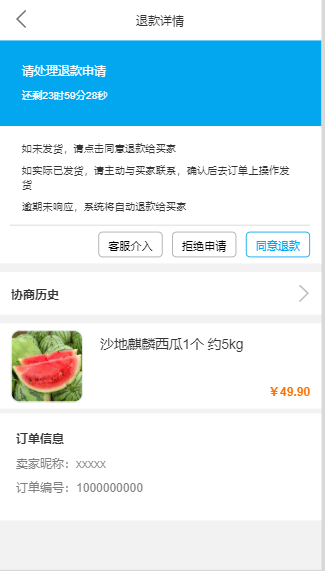 退款详情
请处理退款申请
还剩23时59分28秒
如未发货，请点击同意退款给买家
如实际已发货，请主动与买家联系，确认后去订单上操作发
货
逾期未响应，系统将自动退款给买家
客服介入 拒绝申请 同意退款
协商历史
沙地麒麟西瓜1个 约5kg
￥49.90
订单信息
卖家昵称：xxxxx
订单编号：1000000000